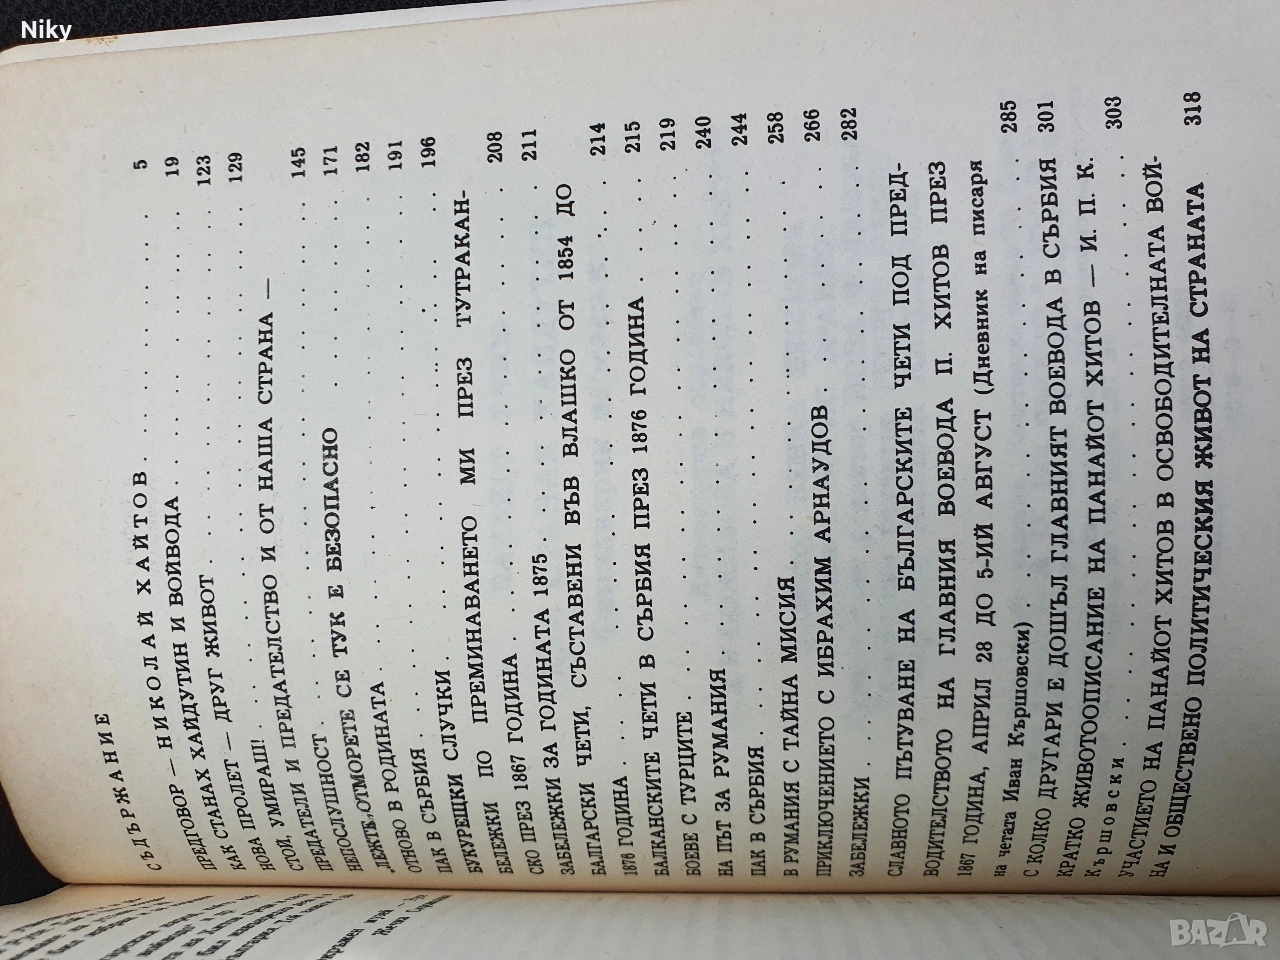 Niky
СЪДЪРЖАНИЕ
ПРЕДГОВОР — НИКОЛАЙ ХАЙТОВ . . . . . . . . . . 5
КАК СТАНАХ ХАЙДУТИН И ВОЙВОДА . . . . . . . . . 19
НОВА ПРОЛЕТ — ДРУГ ЖИВОТ . . . . . . . . . . 123
СТОЙ, УМИРАШ! . . . . . . . . . . 129
ПРЕДАТЕЛИ И ПРЕДАТЕЛСТВО И ОТ НАША СТРАНА —
НЕПОСЛУШНОСТ . . . . . . . . . . 145
„ЛЕЖТЕ“, ОТМОРЕТЕ СЕ ТУК Е БЕЗОПАСНО . . . . . . 171
ОТНОВО В РОДИНАТА . . . . . . . . . . 182
ПАК В СЪРБИЯ . . . . . . . . . . 191
БУКУРЕЩКИ СЛУЧКИ . . . . . . . . . . 196
БЕЛЕЖКИ ПО ПРЕМИНАВАНЕТО МИ ПРЕЗ ТУТРАКАН-
СКО ПРЕЗ 1867 ГОДИНА . . . . . . . . . . 208
ЗАБЕЛЕЖКИ ЗА ГОДИНАТА 1875 . . . . . . . . . . 211
БАЛГАРСКИ ЧЕТИ, СЪСТАВЕНИ ВЪВ ВЛАШКО ОТ 1854 ДО
1876 ГОДИНА . . . . . . . . . . 214
БАЛКАНСКИТЕ ЧЕТИ В СЪРБИЯ ПРЕЗ 1876 ГОДИНА . . . . 215
БОЕВЕ С ТУРЦИТЕ . . . . . . . . . . 219
НА ПЪТ ЗА РУМАНИЯ . . . . . . . . . . 240
ПАК В СЪРБИЯ . . . . . . . . . . 244
В РУМАНИЯ С ТАЙНА МИСИЯ . . . . . . . . . . 258
ПРИКЛЮЧЕНИЕТО С ИБРАХИМ АРНАУДОВ . . . . . . . 266
ЗАБЕЛЕЖКИ . . . . . . . . . . 282
СЛАВНОТО ПЪТУВАНЕ НА БЪЛГАРСКИТЕ ЧЕТИ ПОД ПРЕД-
ВОДИТЕЛСТВОТО НА ГЛАВНИЯ ВОЕВОДА П. ХИТОВ ПРЕЗ
1867 ГОДИНА, АПРИЛ 28 ДО 5-ИЙ АВГУСТ (Дневник на писаря
на четата Иван Кършовски) . . . . . . . . . . 285
С КОЛКО ДРУГАРИ Е ДОШЪЛ ГЛАВНИЯТ ВОЕВОДА В СЪРБИЯ 301
КРАТКО ЖИВОТООПИСАНИЕ НА ПАНАЙОТ ХИТОВ — И. П. К.
Кършовски . . . . . . . . . . 303
УЧАСТИЕТО НА ПАНАЙОТ ХИТОВ В ОСВОБОДИТЕЛНАТА ВОЙ-
НА И ОБЩЕСТВЕНО ПОЛИТИЧЕСКИЯ ЖИВОТ НА СТРАНАТА 318
BAZAR